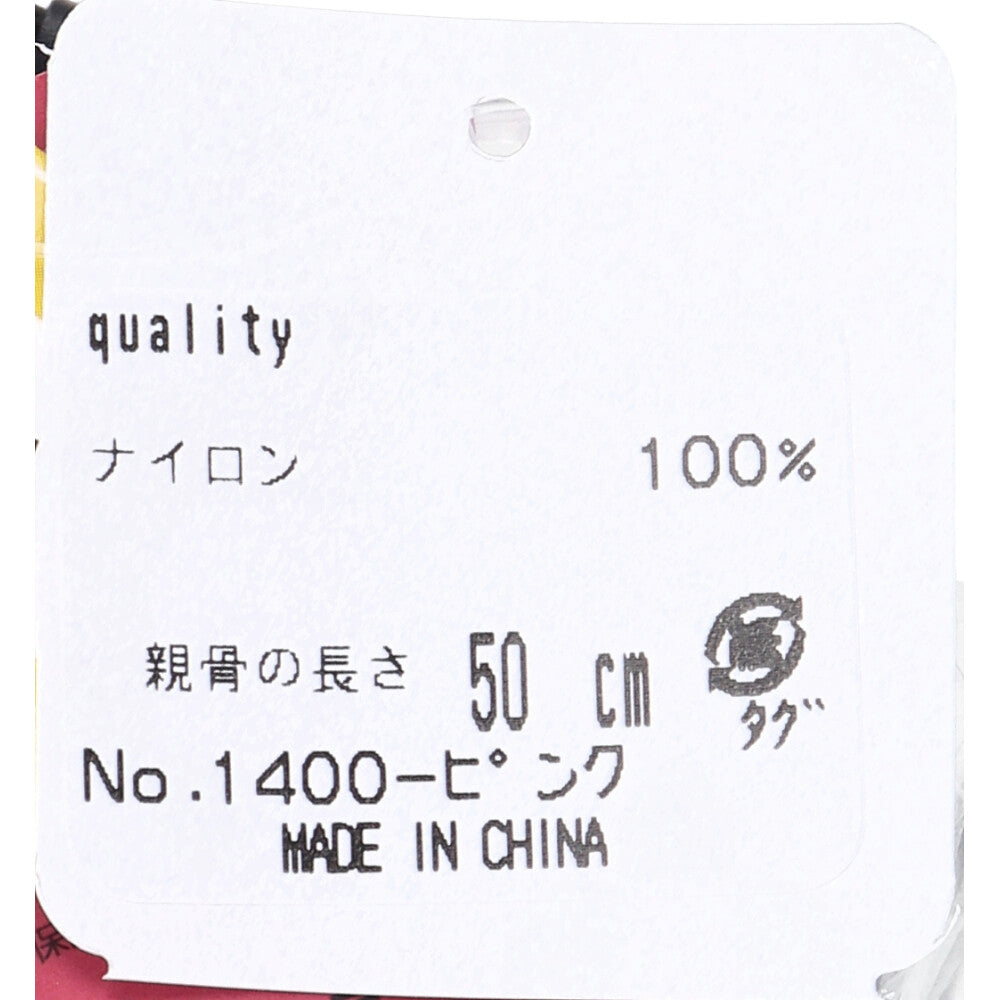 quality
ナイロン 100%
親骨の長さ 50 cm
タグ
No.1400-ピンク
MADE IN CHINA
保